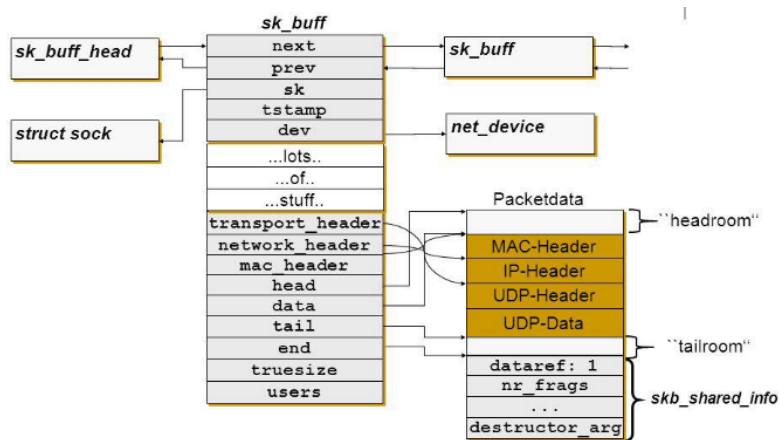 sk_buff
next
prev
sk
tstamp
dev
...lots..
...of..
...stuff..
transport_header
network_header
mac_header
head
data
tail
end
truesize
users
sk_buff_head
struct sock
sk_buff
net_device
Packetdata
MAC-Header
IP-Header
UDP-Header
UDP-Data
dataref: 1
nr_frags
...
destructor_arg
``headroom“
``tailroom“
skb_shared_info